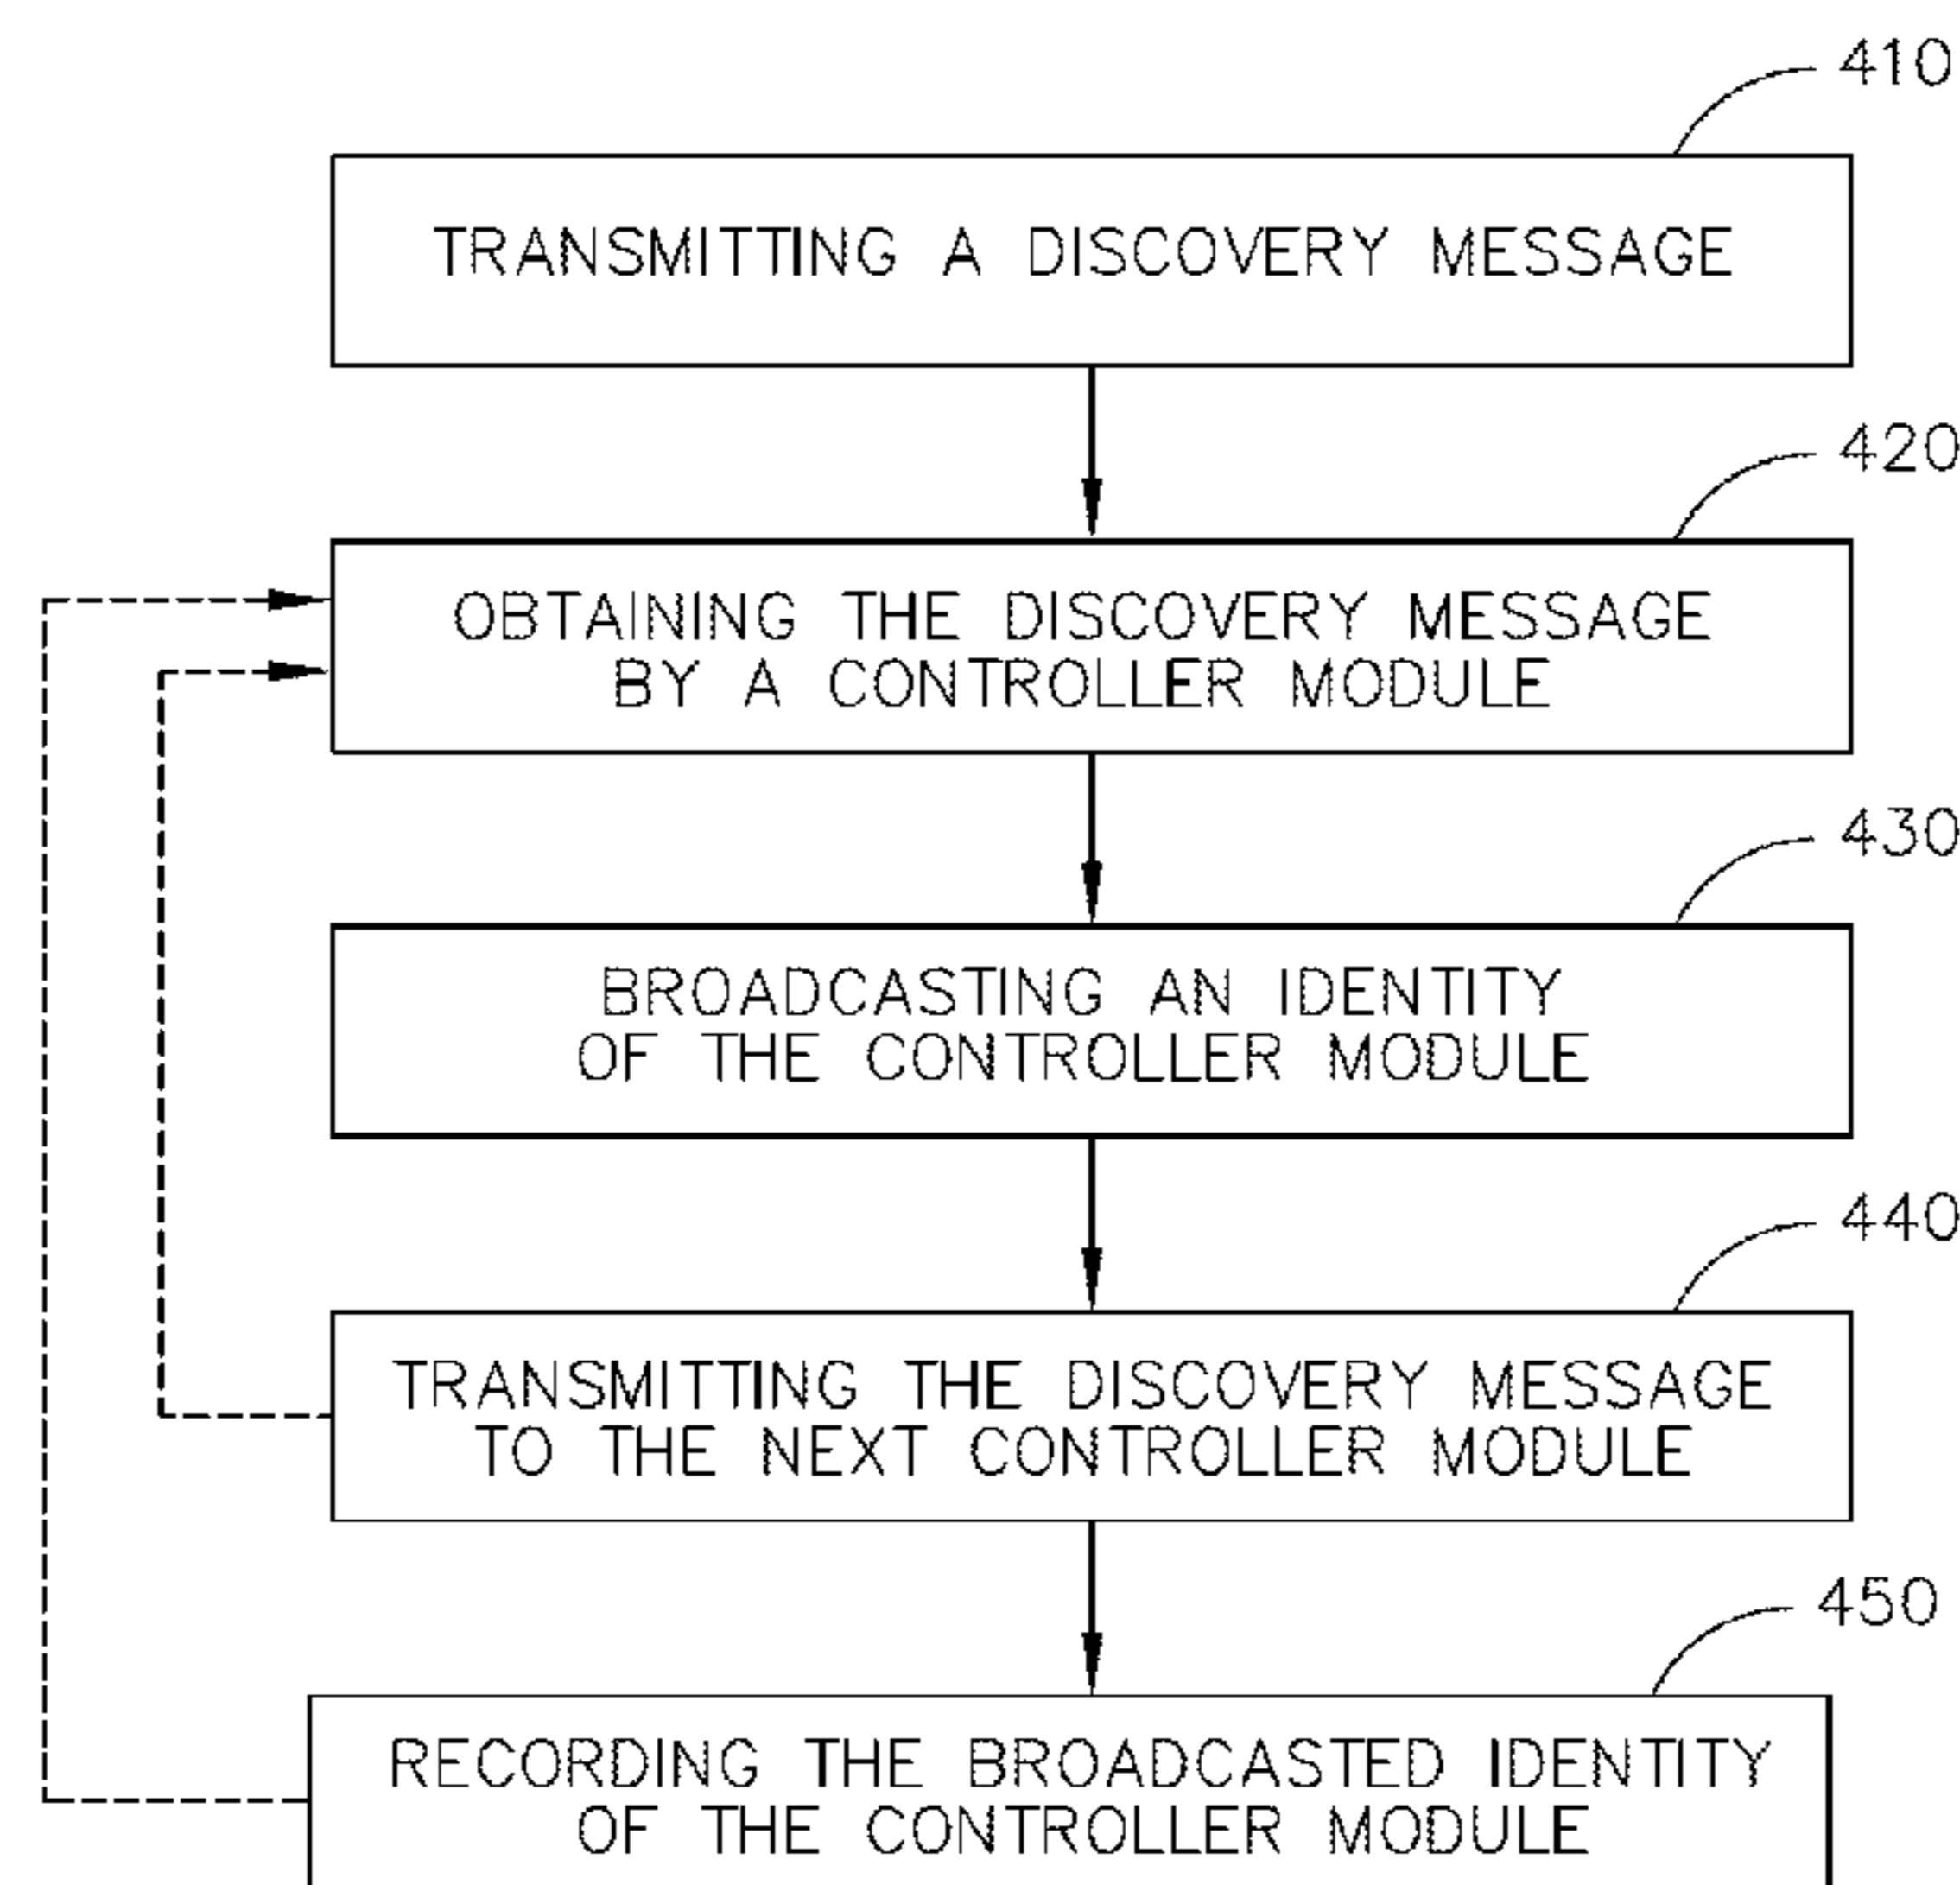 410
TRANSMITTING A DISCOVERY MESSAGE
420
OBTAINING THE DISCOVERY MESSAGE
BY A CONTROLLER MODULE
430
BROADCASTING AN IDENTITY
OF THE CONTROLLER MODULE
440
TRANSMITTING THE DISCOVERY MESSAGE
TO THE NEXT CONTROLLER MODULE
450
RECORDING THE BROADCASTED IDENTITY
OF THE CONTROLLER MODULE